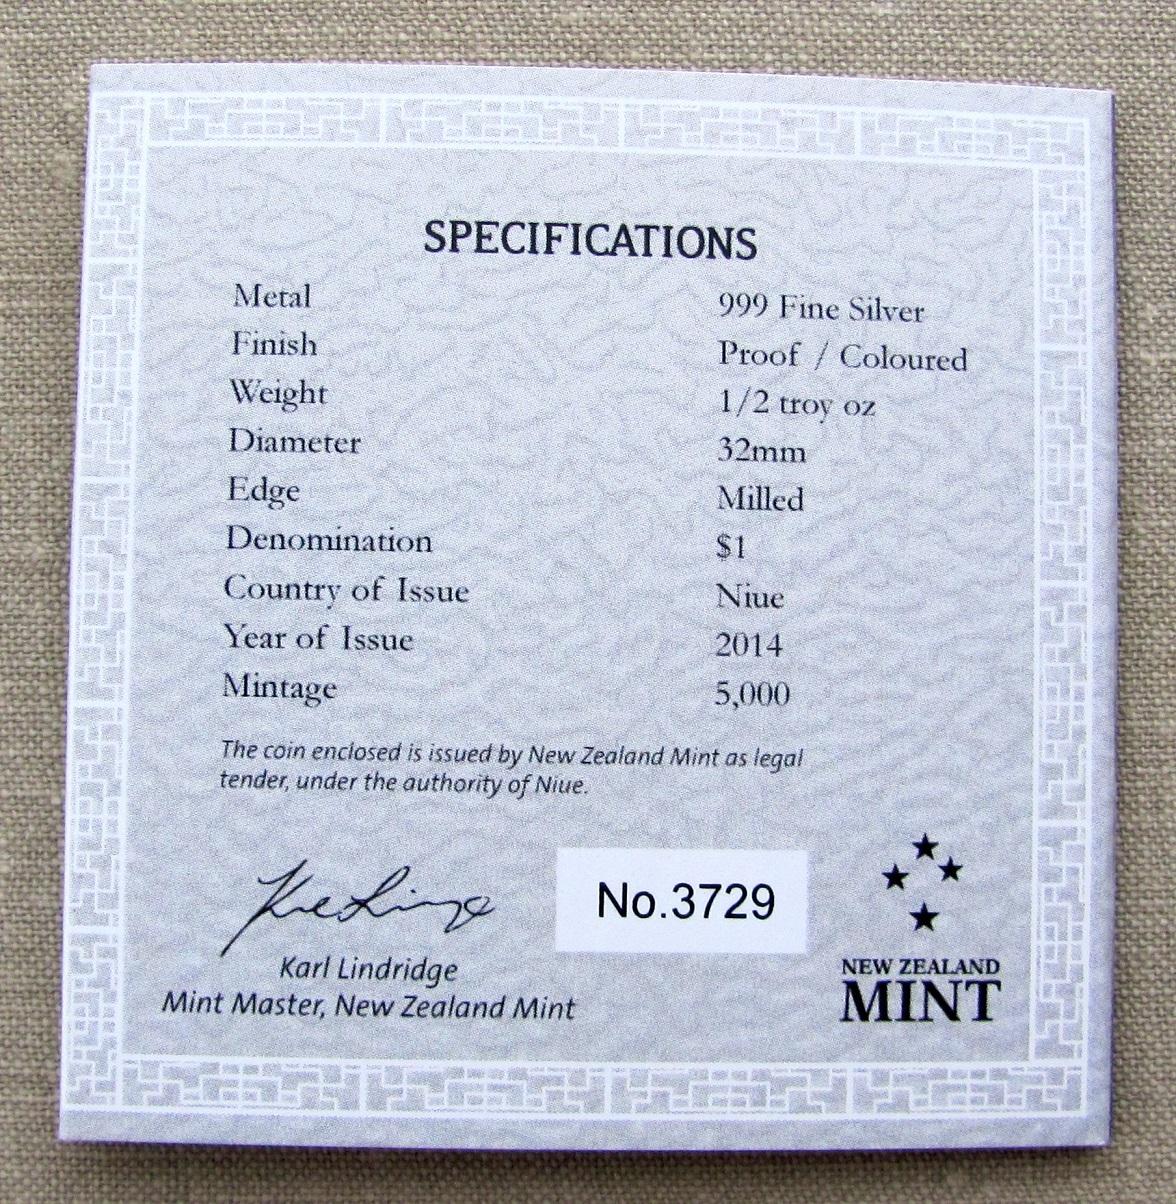 SPECIFICATIONS
Metal 999 Fine Silver
Finish Proof / Coloured
Weight 1/2 troy oz
Diameter 32mm
Edge Milled
Denomination $1
Country of Issue Niue
Year of Issue 2014
Mintage 5,000
The coin enclosed is issued by New Zealand Mint as legal
tender, under the authority of Niue.
No.3729
Karl Lindridge
Mint Master, New Zealand Mint
NEW ZEALAND
MINT